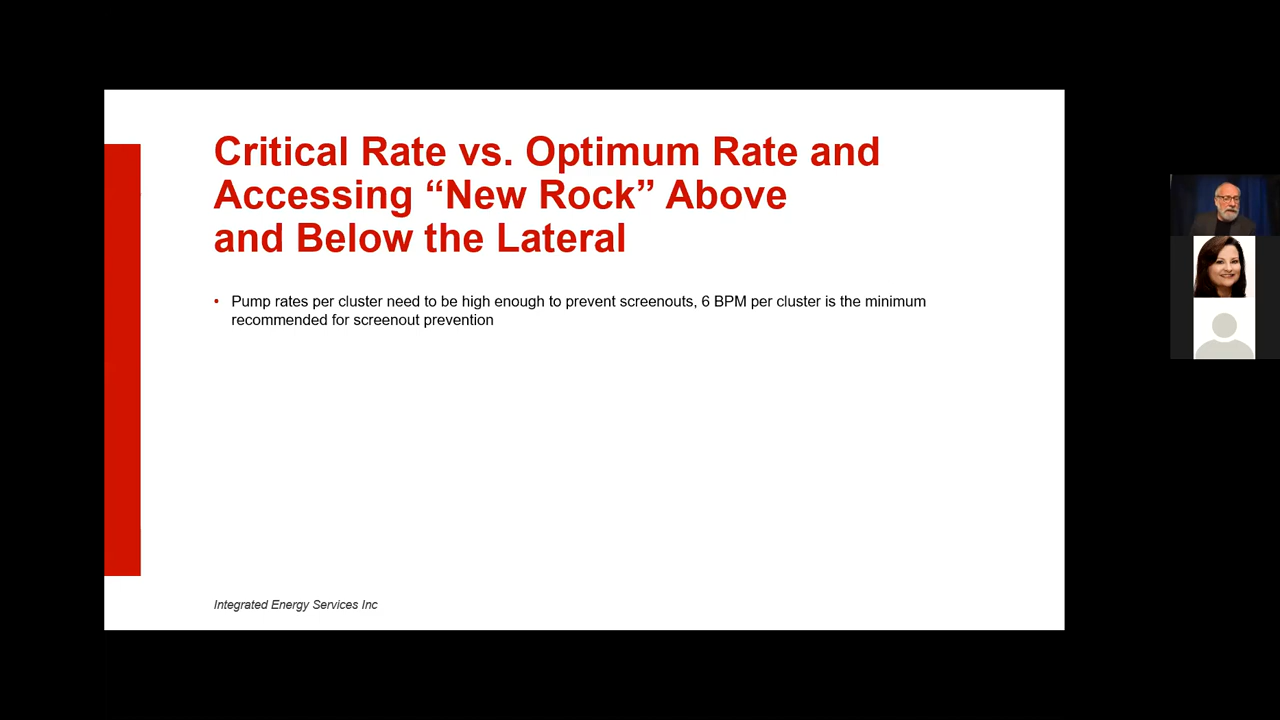 Critical Rate vs. Optimum Rate and
Accessing “New Rock” Above
and Below the Lateral
• Pump rates per cluster need to be high enough to prevent screenouts, 6 BPM per cluster is the minimum
recommended for screenout prevention
Integrated Energy Services Inc